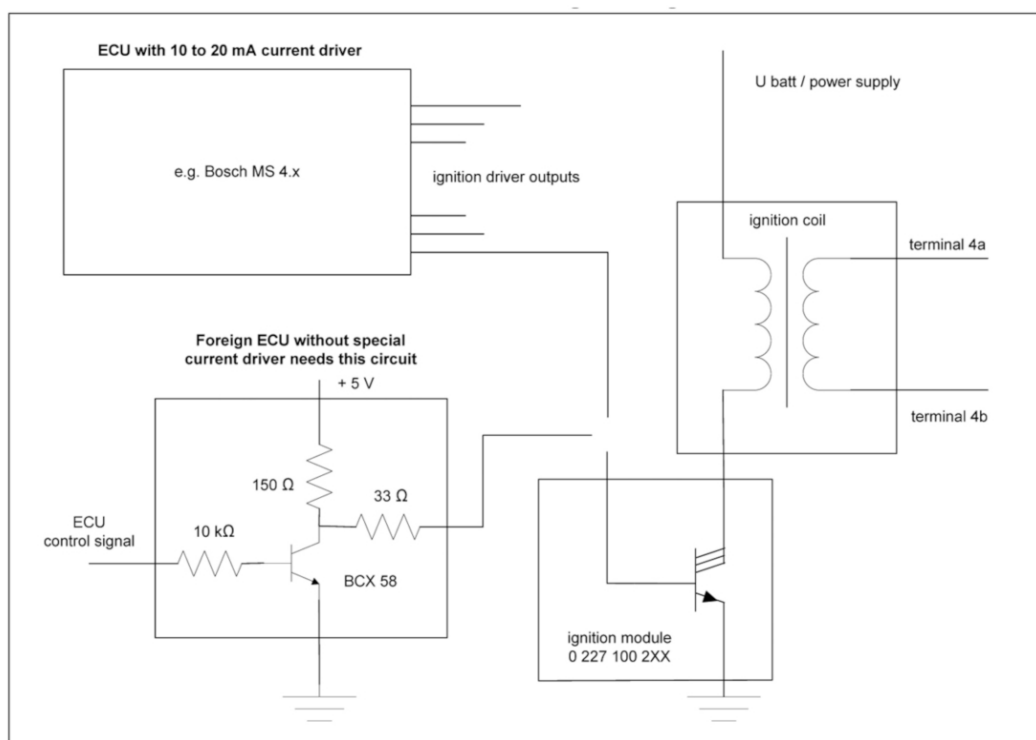 ECU with 10 to 20 mA current driver
e.g. Bosch MS 4.x
ignition driver outputs
U batt / power supply
ignition coil
terminal 4a
terminal 4b
Foreign ECU without special
current driver needs this circuit
+ 5 V
150 Ω
33 Ω
ECU
control signal
10 kΩ
BCX 58
ignition module
0 227 100 2XX